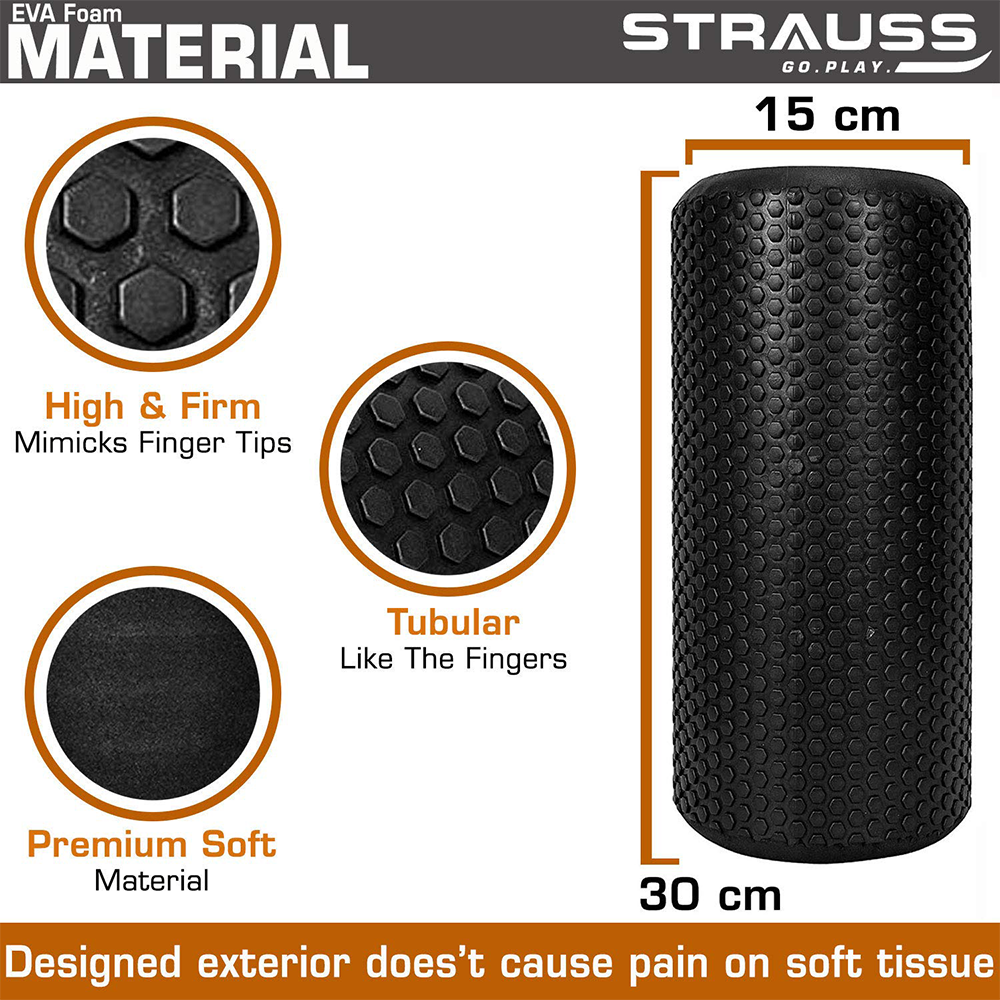 EVA Foam
MATERIAL
STRAUSS
GO.PLAY.
15 cm
High & Firm
Mimicks Finger Tips
Tubular
Like The Fingers
Premium Soft
Material
30 cm
Designed exterior does't cause pain on soft tissue